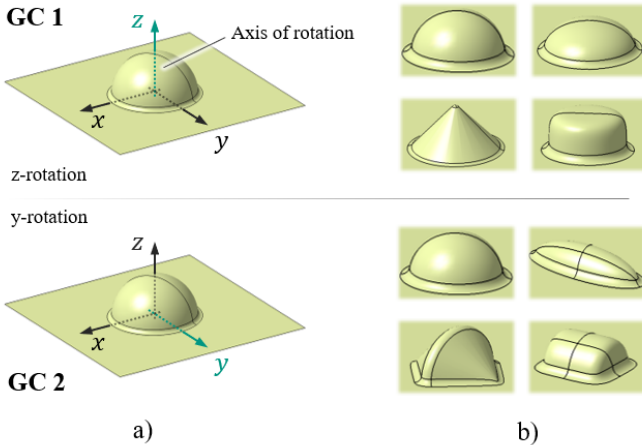 GC 1
z
Axis of rotation
x
y
z-rotation
y-rotation
z
x
y
GC 2
a)
b)